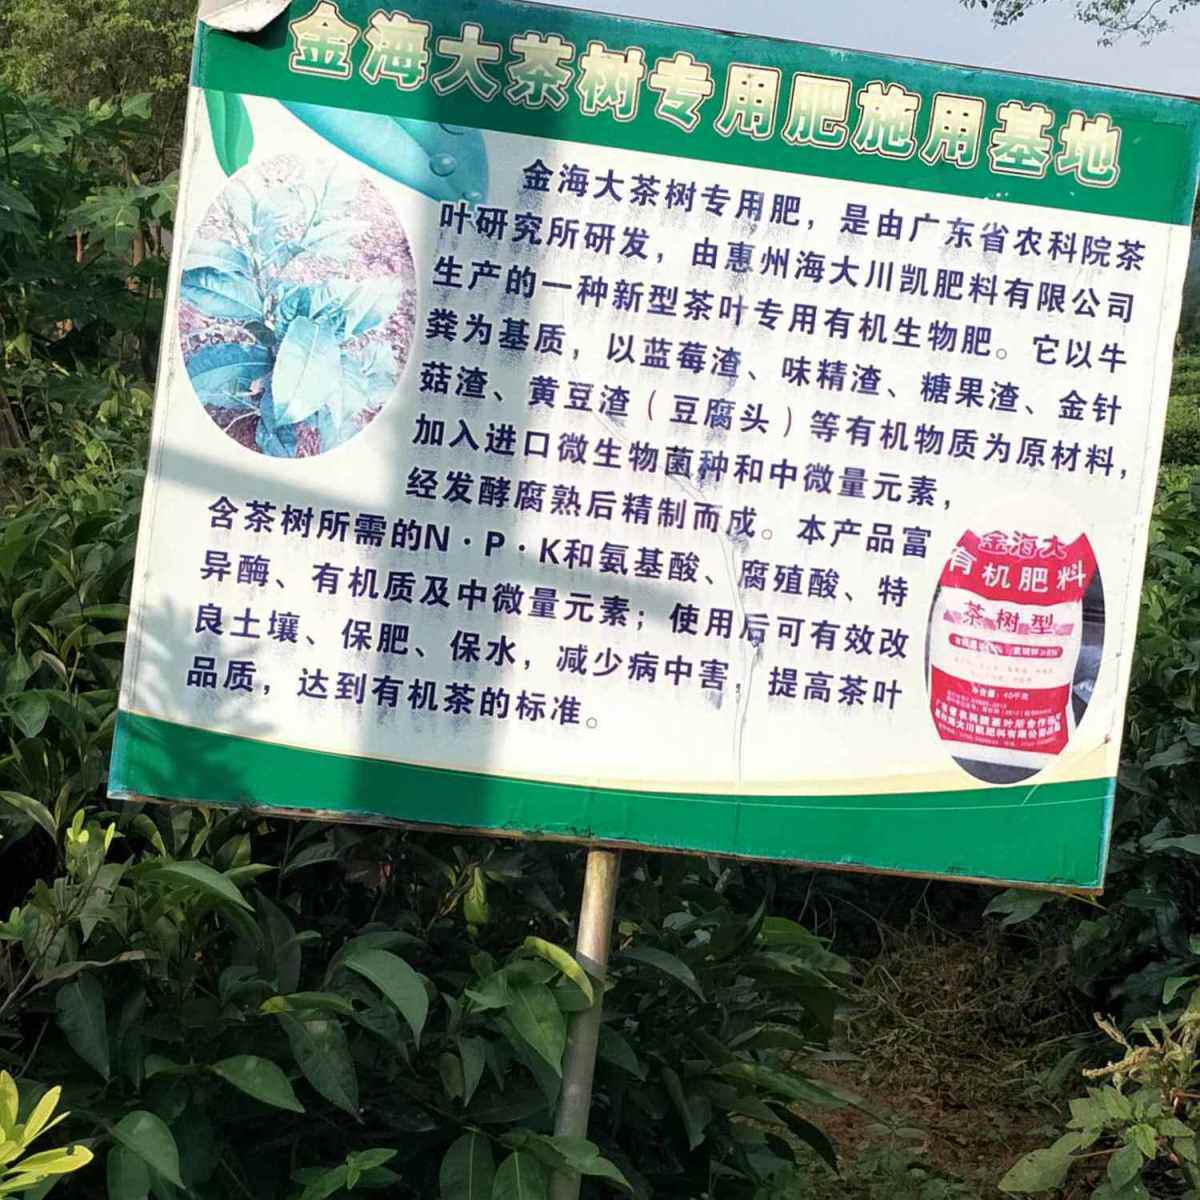 金海大茶树专用肥施用基地
金海大茶树专用肥，是由广东省农科院茶
叶研究所研发，由惠州海大川凯肥料有限公司
生产的一种新型茶叶专用有机生物肥。它以牛
粪为基质，以蓝莓渣、味精渣、糖果渣、金针
菇渣、黄豆渣（豆腐头）等有机物质为原材料，
加入进口微生物菌种和中微量元素，
经发酵腐熟后精制而成。本产品富
含茶树所需的N·P·K和氨基酸、腐殖酸、特
异酶、有机质及中微量元素；使用后可有效改
良土壤、保肥、保水，减少病中害，提高茶叶
品质，达到有机茶的标准。
金海大
有机肥料
茶树型
净含量：40千克